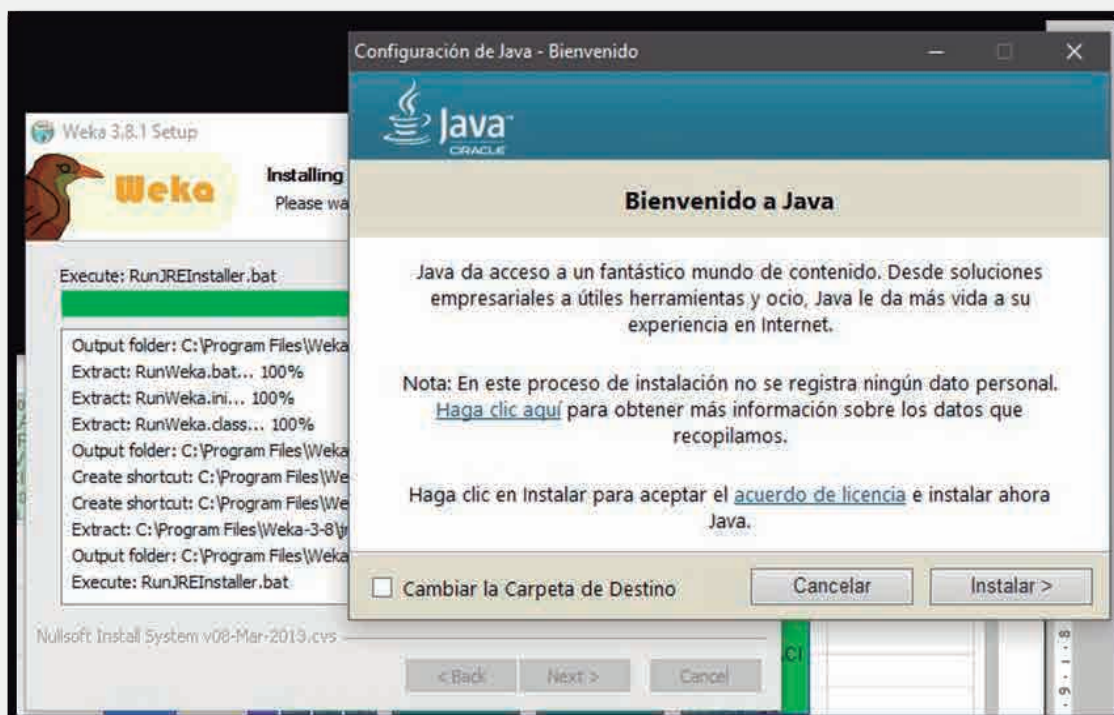 Configuración de Java - Bienvenido
Java
ORACLE
Bienvenido a Java
Java da acceso a un fantástico mundo de contenido. Desde soluciones
empresariales a útiles herramientas y ocio, Java le da más vida a su
experiencia en Internet.
Nota: En este proceso de instalación no se registra ningún dato personal.
Haga clic aquí para obtener más información sobre los datos que
recopilamos.
Haga clic en Instalar para aceptar el acuerdo de licencia e instalar ahora
Java.
Cambiar la Carpeta de Destino
Cancelar
Instalar >
Weka 3.8.1 Setup
Weka
Installing
Please wa
Execute: RunJREInstaller.bat
Output folder: C:\Program Files\Weka
Extract: RunWeka.bat... 100%
Extract: RunWeka.ini... 100%
Extract: RunWeka.class... 100%
Output folder: C:\Program Files\Weka
Create shortcut: C:\Program Files\We
Create shortcut: C:\Program Files\We
Extract: C:\Program Files\Weka-3-8\jr
Output folder: C:\Program Files\Weka
Execute: RunJREInstaller.bat
Nullsoft Install System v08-Mar-2013.cvs
< Back
Next >
Cancel